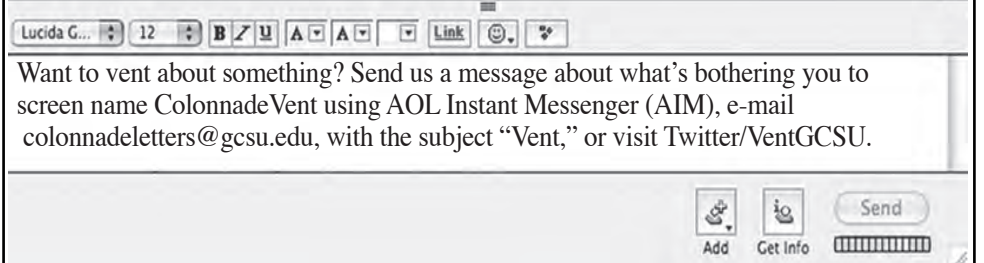 Lucida G... 12 B I U A A Link
Want to vent about something? Send us a message about what's bothering you to
screen name ColonnadeVent using AOL Instant Messenger (AIM), e-mail
colonnadeletters@gcsu.edu, with the subject “Vent,” or visit Twitter/VentGCSU.
Send
Add Get Info